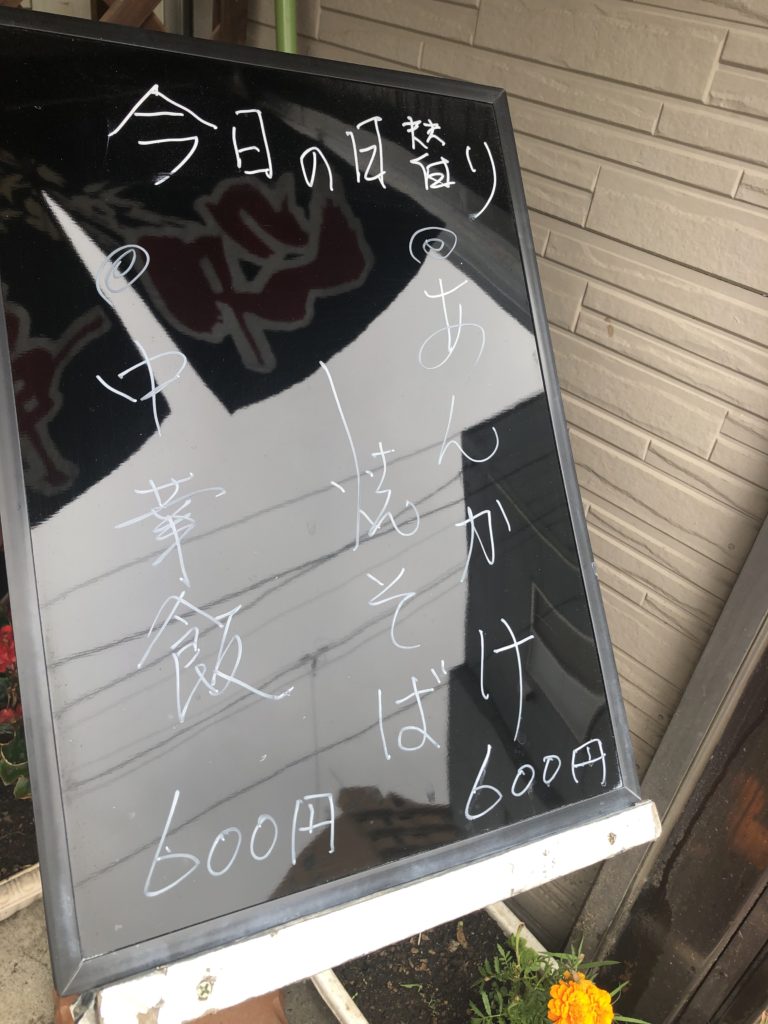 今日の日替り
◎あんかけ
焼そば
600円
◎中華飯
600円